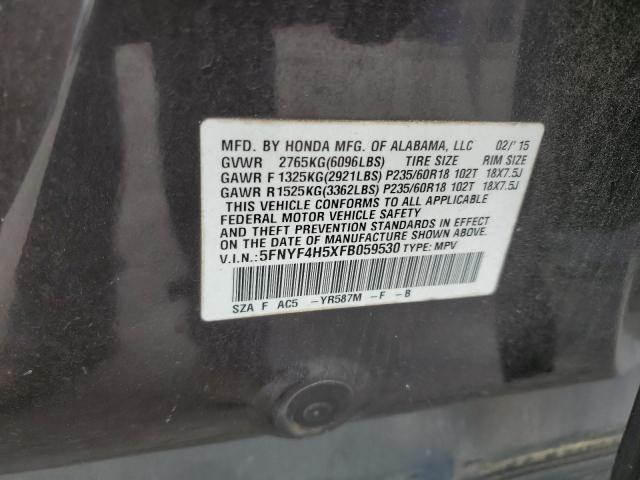 MFD. BY HONDA MFG. OF ALABAMA, LLC 02/'15
GVWR 2765KG(6096LBS) TIRE SIZE RIM SIZE
GAWR F 1325KG(2921LBS) P235/60R18 102T 18X7.5J
GAWR R 1525KG(3362LBS) P235/60R18 102T 18X7.5J
THIS VEHICLE CONFORMS TO ALL APPLICABLE
FEDERAL MOTOR VEHICLE SAFETY
AND THEFT PREVENTION STANDARDS IN EFFECT
ON THE DATE OF MANUFACTURE SHOWN ABOVE.
V.I.N.: 5FNYF4H5XFB059530 TYPE: MPV
SZA F AC5 -YR587M -F -B